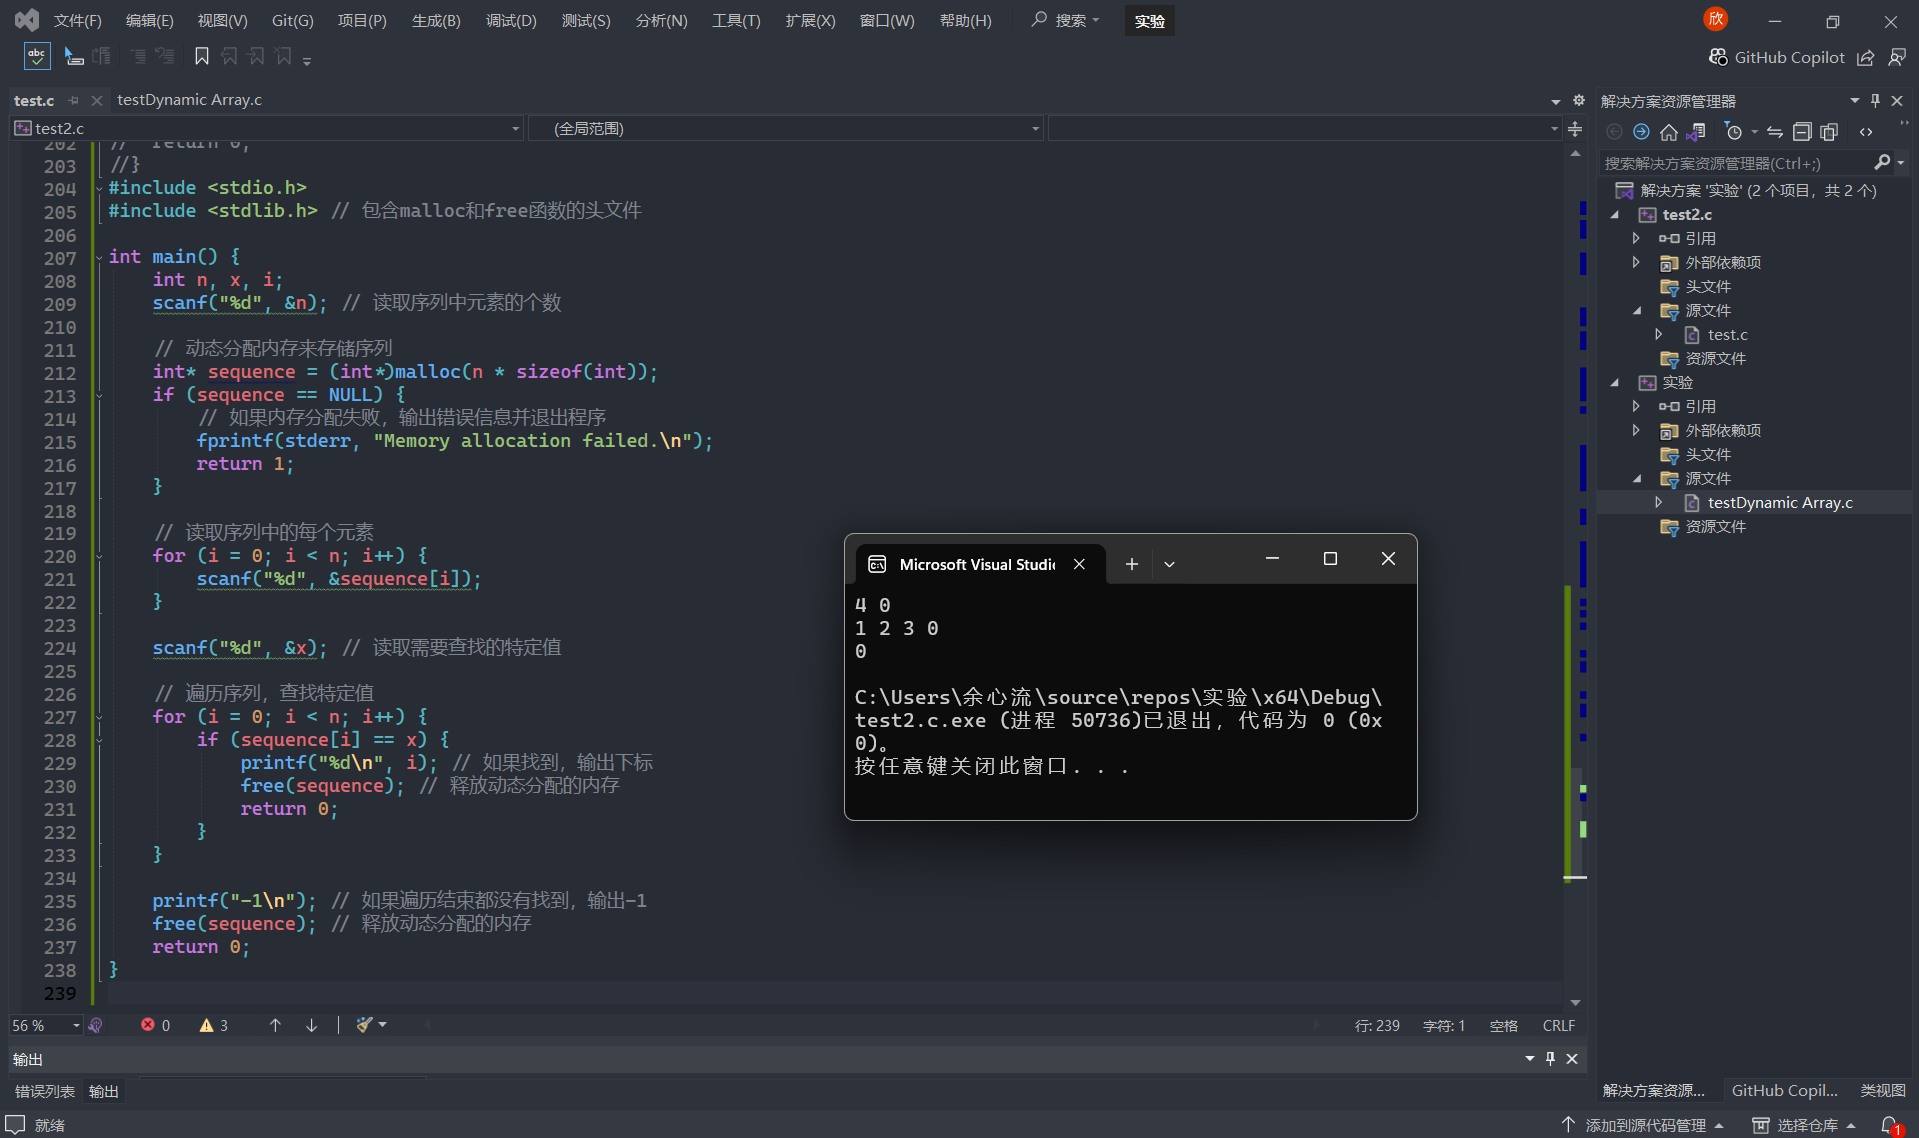 文件(F) 编辑(E) 视图(V) Git(G) 项目(P) 生成(B) 调试(D) 测试(S) 分析(N) 工具(T) 扩展(X) 窗口(W) 帮助(H) 搜索 实验 欣
abc GitHub Copilot
test.c testDynamic Array.c
test2.c (全局范围)
202 // return 0;
203 //}
204 #include <stdio.h>
205 #include <stdlib.h> // 包含malloc和free函数的头文件
206
207 int main() {
208 int n, x, i;
209 scanf("%d", &n); // 读取序列中元素的个数
210
211 // 动态分配内存来存储序列
212 int* sequence = (int*)malloc(n * sizeof(int));
213 if (sequence == NULL) {
214 // 如果内存分配失败，输出错误信息并退出程序
215 fprintf(stderr, "Memory allocation failed.\n");
216 return 1;
217 }
218
219 // 读取序列中的每个元素
220 for (i = 0; i < n; i++) {
221 scanf("%d", &sequence[i]);
222 }
223
224 scanf("%d", &x); // 读取需要查找的特定值
225
226 // 遍历序列，查找特定值
227 for (i = 0; i < n; i++) {
228 if (sequence[i] == x) {
229 printf("%d\n", i); // 如果找到，输出下标
230 free(sequence); // 释放动态分配的内存
231 return 0;
232 }
233 }
234
235 printf("-1\n"); // 如果遍历结束都没有找到，输出-1
236 free(sequence); // 释放动态分配的内存
237 return 0;
238 }
239
Microsoft Visual Studi
4 0
1 2 3 0
0
C:\Users\余心流\source\repos\实验\x64\Debug\
test2.c.exe (进程 50736)已退出，代码为 0 (0x
0)。
按任意键关闭此窗口. . .
解决方案资源管理器
搜索解决方案资源管理器(Ctrl+;)
解决方案 '实验' (2 个项目，共 2 个)
test2.c
引用
外部依赖项
头文件
源文件
test.c
资源文件
实验
引用
外部依赖项
头文件
源文件
testDynamic Array.c
资源文件
56 % 0 3 行: 239 字符: 1 空格 CRLF
输出
错误列表 输出
解决方案资源... GitHub Copil... 类视图
就绪 添加到源代码管理 选择仓库 1